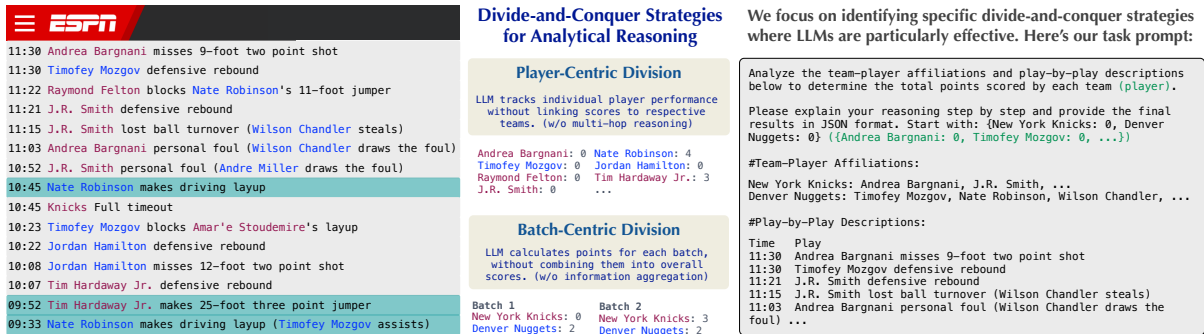 ESPN
11:30 Andrea Bargnani misses 9-foot two point shot
11:30 Timofey Mozgov defensive rebound
11:22 Raymond Felton blocks Nate Robinson's 11-foot jumper
11:21 J.R. Smith defensive rebound
11:15 J.R. Smith lost ball turnover (Wilson Chandler steals)
11:03 Andrea Bargnani personal foul (Wilson Chandler draws the foul)
10:52 J.R. Smith personal foul (Andre Miller draws the foul)
10:45 Nate Robinson makes driving layup
10:45 Knicks Full timeout
10:23 Timofey Mozgov blocks Amar'e Stoudemire's layup
10:22 Jordan Hamilton defensive rebound
10:08 Jordan Hamilton misses 12-foot two point shot
10:07 Tim Hardaway Jr. defensive rebound
09:52 Tim Hardaway Jr. makes 25-foot three point jumper
09:33 Nate Robinson makes driving layup (Timofey Mozgov assists)
Divide-and-Conquer Strategies
for Analytical Reasoning
Player-Centric Division
LLM tracks individual player performance
without linking scores to respective
teams. (w/o multi-hop reasoning)
Andrea Bargnani: 0 Nate Robinson: 4
Timofey Mozgov: 0 Jordan Hamilton: 0
Raymond Felton: 0 Tim Hardaway Jr.: 3
J.R. Smith: 0 ...
Batch-Centric Division
LLM calculates points for each batch,
without combining them into overall
scores. (w/o information aggregation)
Batch 1 Batch 2
New York Knicks: 0 New York Knicks: 3
Denver Nuggets: 2 Denver Nuggets: 2
We focus on identifying specific divide-and-conquer strategies
where LLMs are particularly effective. Here's our task prompt:
Analyze the team-player affiliations and play-by-play descriptions
below to determine the total points scored by each team (player).
Please explain your reasoning step by step and provide the final
results in JSON format. Start with: {New York Knicks: 0, Denver
Nuggets: 0} ({Andrea Bargnani: 0, Timofey Mozgov: 0, ...})
#Team-Player Affiliations:
New York Knicks: Andrea Bargnani, J.R. Smith, ...
Denver Nuggets: Timofey Mozgov, Nate Robinson, Wilson Chandler, ...
#Play-by-Play Descriptions:
Time Play
11:30 Andrea Bargnani misses 9-foot two point shot
11:30 Timofey Mozgov defensive rebound
11:21 J.R. Smith defensive rebound
11:15 J.R. Smith lost ball turnover (Wilson Chandler steals)
11:03 Andrea Bargnani personal foul (Wilson Chandler draws the
foul) ...